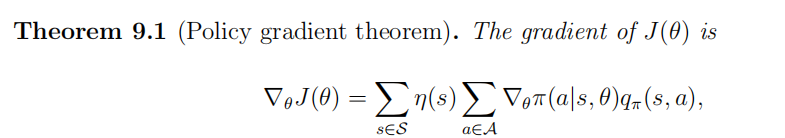 Theorem 9.1 (Policy gradient theorem). The gradient of J(θ) is
∇θJ(θ) = ∑s∈S η(s) ∑a∈A ∇θπ(a|s, θ)qπ(s, a),